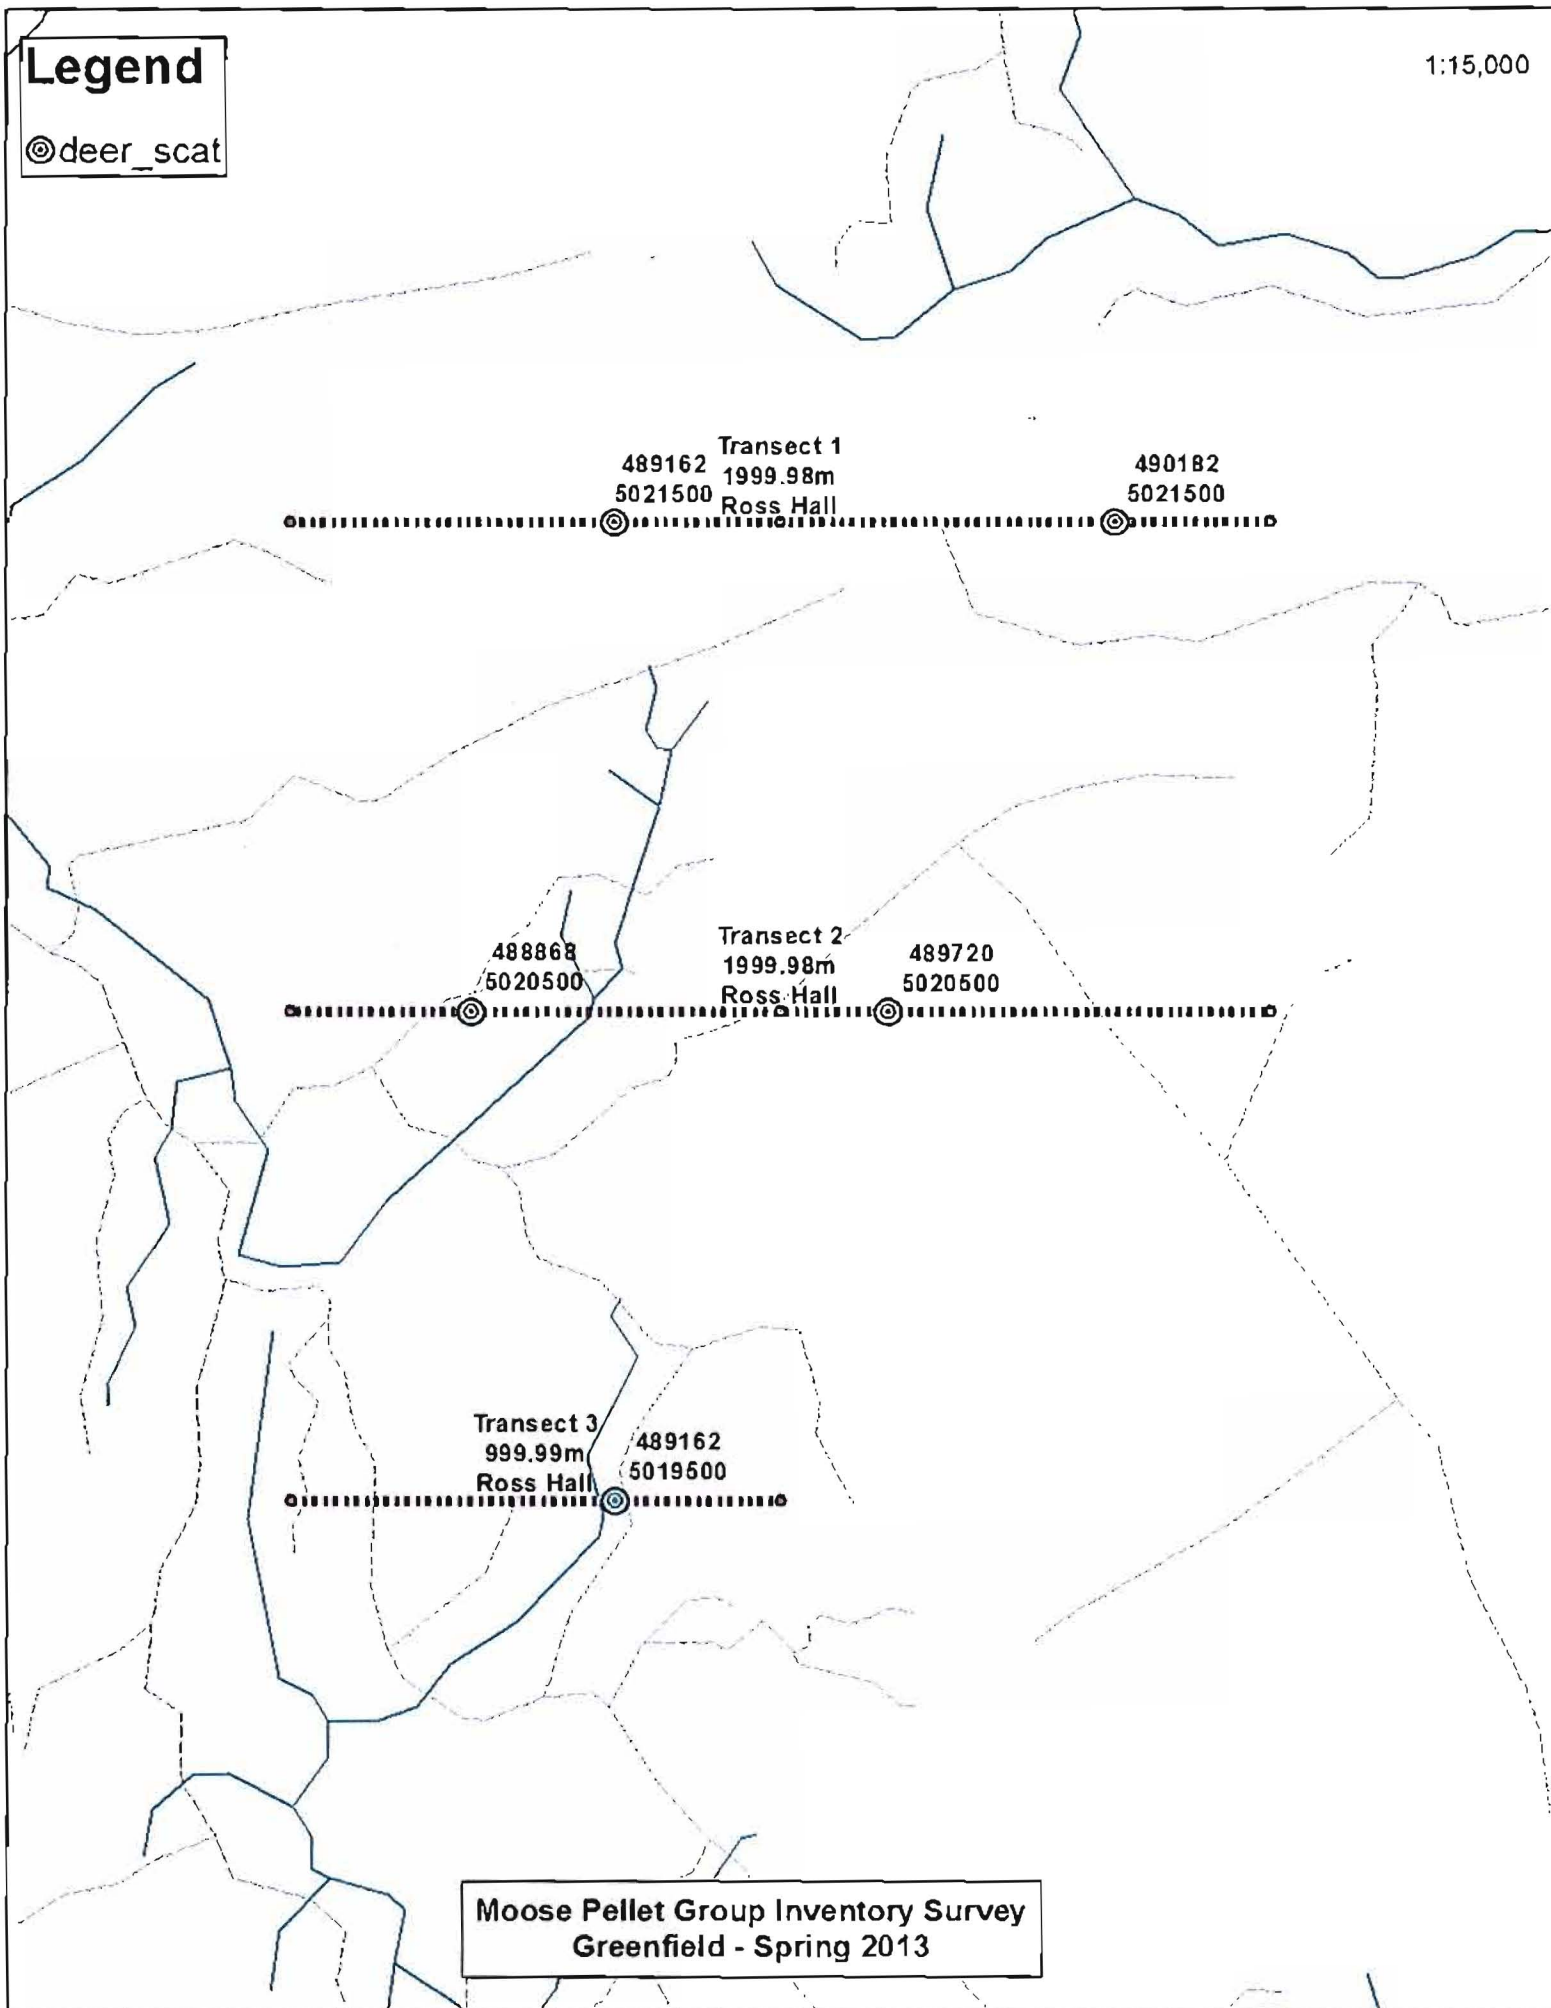 Legend
deer_scat
1:15,000
489162
5021500
Transect 1
1999.98m
Ross Hall
490182
5021500
488868
5020500
Transect 2
1999.98m
Ross Hall
489720
5020500
Transect 3
999.99m
Ross Hall
489162
5019500
Moose Pellet Group Inventory Survey
Greenfield - Spring 2013